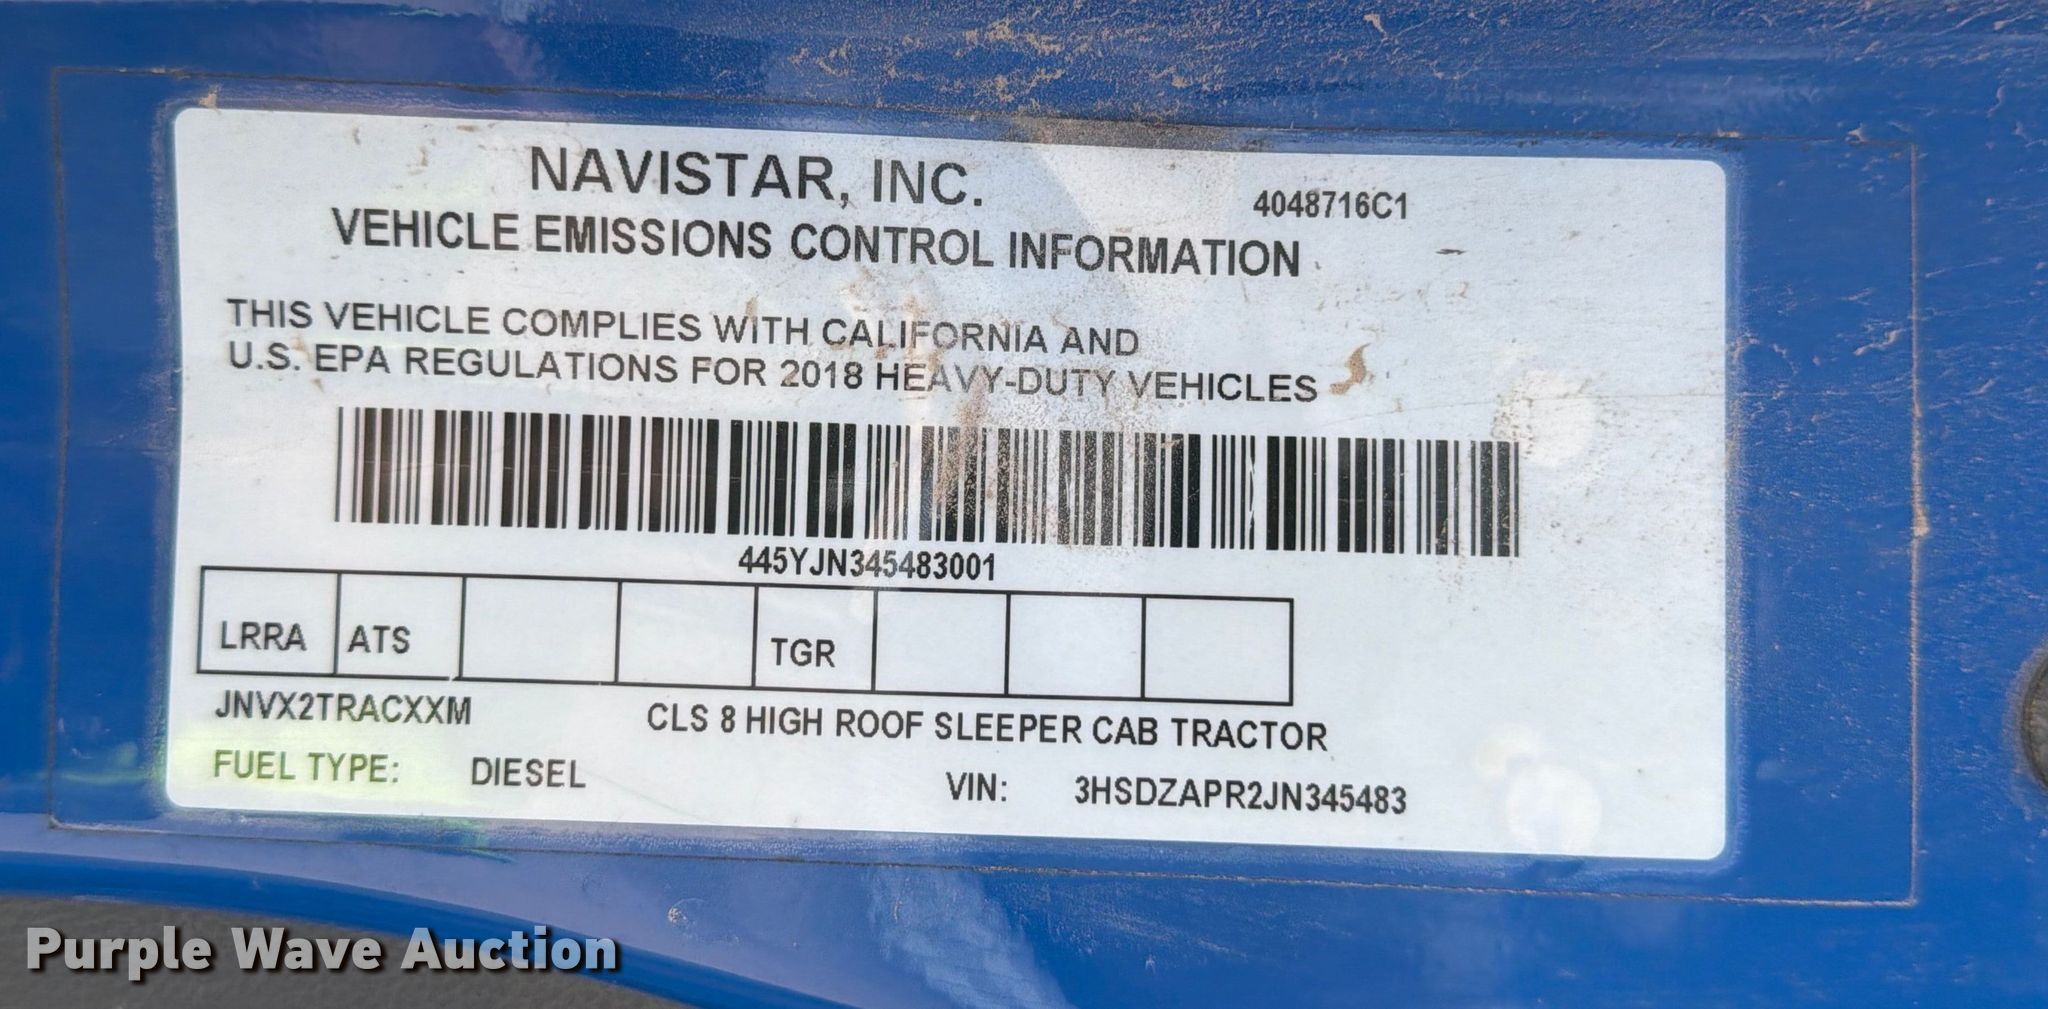 NAVISTAR, INC.
4048716C1
VEHICLE EMISSIONS CONTROL INFORMATION
THIS VEHICLE COMPLIES WITH CALIFORNIA AND
U.S. EPA REGULATIONS FOR 2018 HEAVY-DUTY VEHICLES
445YJN345483001
LRRA ATS TGR
JNVX2TRACXXM CLS 8 HIGH ROOF SLEEPER CAB TRACTOR
FUEL TYPE: DIESEL VIN: 3HSDZAPR2JN345483
Purple Wave Auction